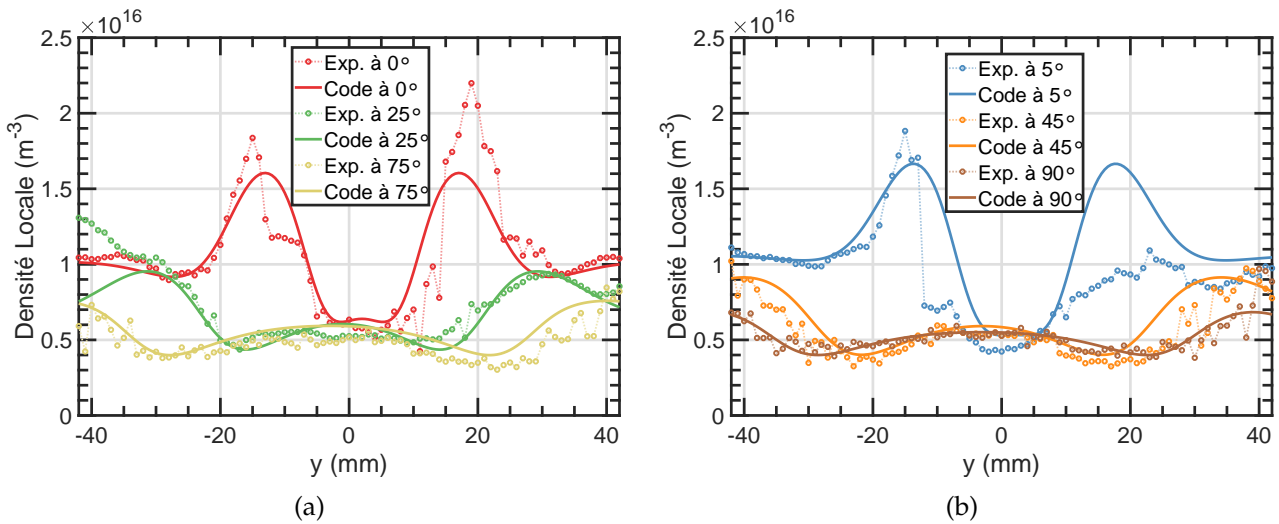 ×10^16
2.5
2
1.5
1
0.5
0
Densité Locale (m^-3)
-40 -20 0 20 40
y (mm)
Exp. à 0°
Code à 0°
Exp. à 25°
Code à 25°
Exp. à 75°
Code à 75°
(a)
×10^16
2.5
2
1.5
1
0.5
0
Densité Locale (m^-3)
-40 -20 0 20 40
y (mm)
Exp. à 5°
Code à 5°
Exp. à 45°
Code à 45°
Exp. à 90°
Code à 90°
(b)